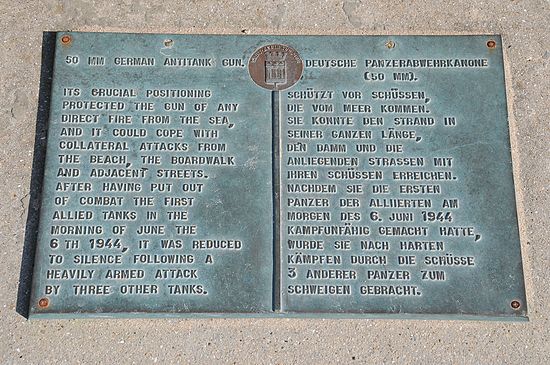 50 MM GERMAN ANTITANK GUN.
ITS CRUCIAL POSITIONING
PROTECTED THE GUN OF ANY
DIRECT FIRE FROM THE SEA,
AND IT COULD COPE WITH
COLLATERAL ATTACKS FROM
THE BEACH, THE BOARDWALK
AND ADJACENT STREETS.
AFTER HAVING PUT OUT
OF COMBAT THE FIRST
ALLIED TANKS IN THE
MORNING OF JUNE THE
6 TH 1944, IT WAS REDUCED
TO SILENCE FOLLOWING A
HEAVILY ARMED ATTACK
BY THREE OTHER TANKS.
DEUTSCHE PANZERABWEHRKANONE
(50 MM).
SCHÜTZT VOR SCHÜSSEN,
DIE VOM MEER KOMMEN.
SIE KONNTE DEN STRAND IN
SEINER GANZEN LÄNGE,
DEN DAMM UND DIE
ANLIEGENDEN STRASSEN MIT
IHREN SCHÜSSEN ERREICHEN.
NACHDEM SIE DIE ERSTEN
PANZER DER ALLIIERTEN AM
MORGEN DES 6. JUNI 1944
KAMPFUNFÄHIG GEMACHT HATTE,
WURDE SIE NACH HARTEN
KÄMPFEN DURCH DIE SCHÜSSE
3 ANDERER PANZER ZUM
SCHWEIGEN GEBRACHT.